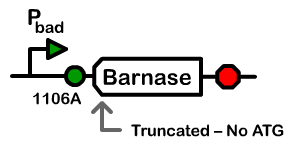 Pbad
Barnase
1106A
Truncated – No ATG